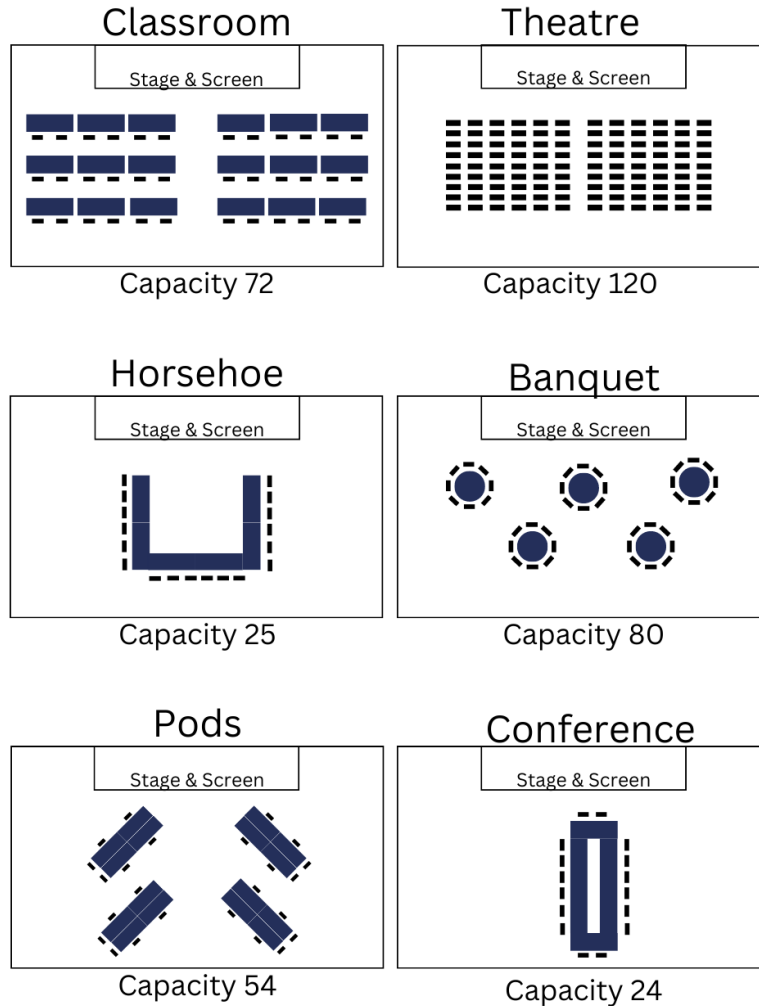 Classroom
Theatre
Stage & Screen
Stage & Screen
Capacity 72
Capacity 120
Horsehoe
Banquet
Stage & Screen
Stage & Screen
Capacity 25
Capacity 80
Pods
Conference
Stage & Screen
Stage & Screen
Capacity 54
Capacity 24